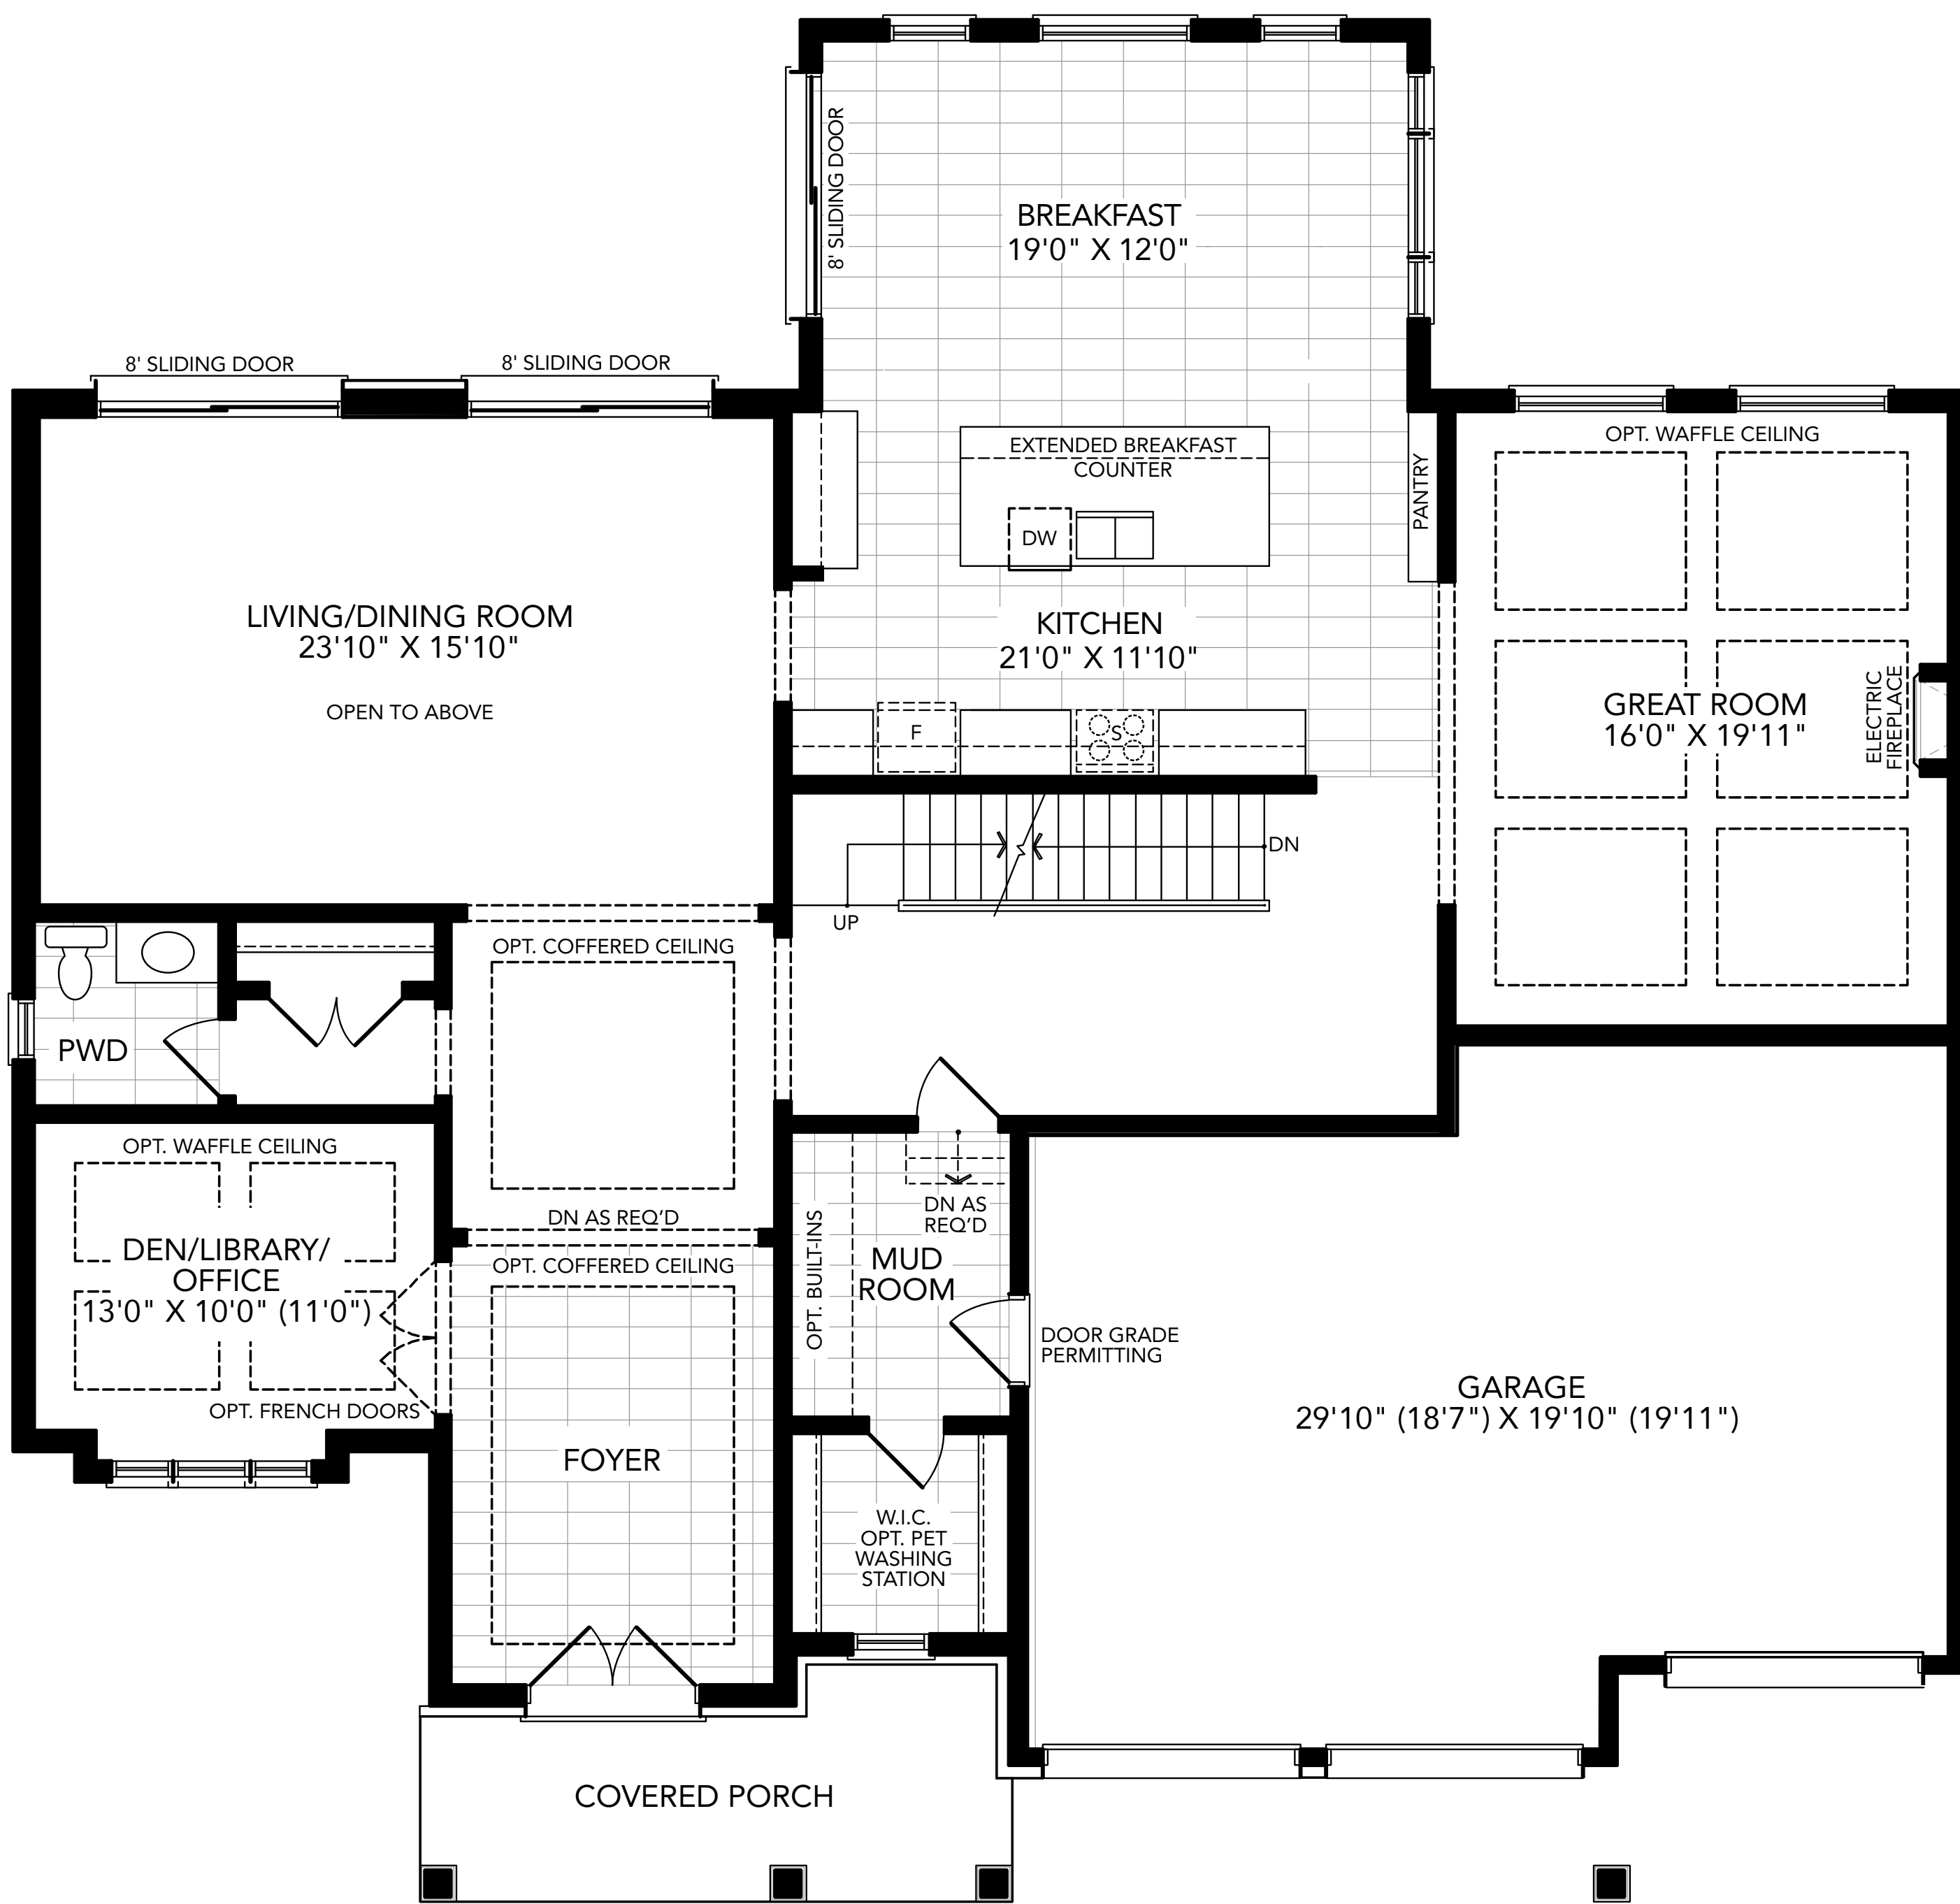 8' SLIDING DOOR
BREAKFAST
19'0" X 12'0"
8' SLIDING DOOR
8' SLIDING DOOR
OPT. WAFFLE CEILING
EXTENDED BREAKFAST
COUNTER
PANTRY
DW
LIVING/DINING ROOM
23'10" X 15'10"
OPEN TO ABOVE
KITCHEN
21'0" X 11'10"
F
S
GREAT ROOM
16'0" X 19'11"
ELECTRIC
FIREPLACE
DN
UP
OPT. COFFERED CEILING
PWD
OPT. WAFFLE CEILING
DEN/LIBRARY/
OFFICE
13'0" X 10'0" (11'0")
OPT. FRENCH DOORS
DN AS REQ'D
OPT. COFFERED CEILING
FOYER
OPT. BUILT-INS
DN AS
REQ'D
MUD
ROOM
DOOR GRADE
PERMITTING
GARAGE
29'10" (18'7") X 19'10" (19'11")
W.I.C.
OPT. PET
WASHING
STATION
COVERED PORCH